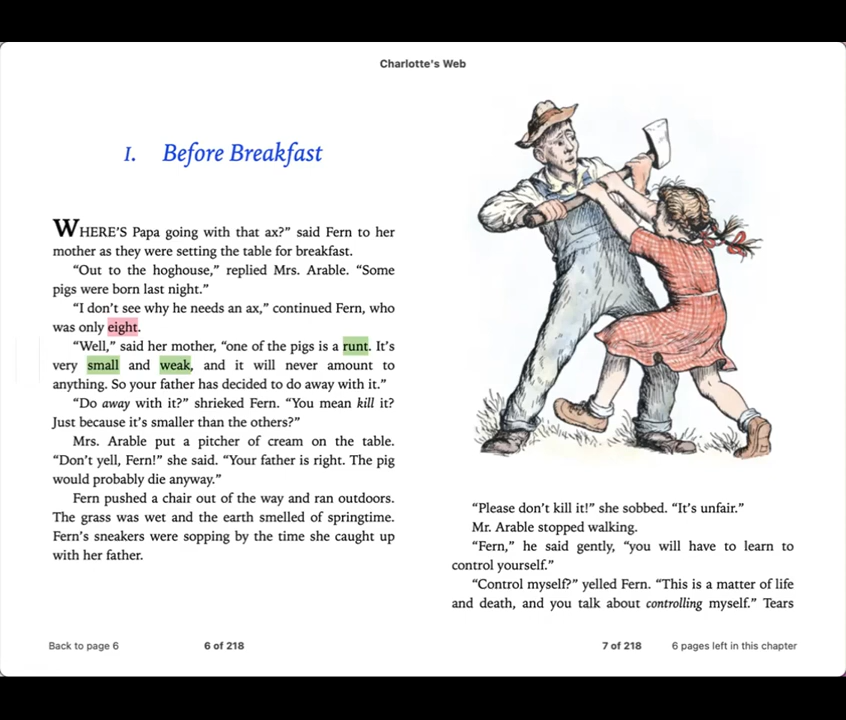 Charlotte's Web
I. Before Breakfast
WHERE'S Papa going with that ax?” said Fern to her
mother as they were setting the table for breakfast.
“Out to the hoghouse,” replied Mrs. Arable. “Some
pigs were born last night.”
“I don’t see why he needs an ax,” continued Fern, who
was only eight.
“Well,” said her mother, “one of the pigs is a runt. It’s
very small and weak, and it will never amount to
anything. So your father has decided to do away with it.”
“Do away with it?” shrieked Fern. “You mean kill it?
Just because it’s smaller than the others?”
Mrs. Arable put a pitcher of cream on the table.
“Don’t yell, Fern!” she said. “Your father is right. The pig
would probably die anyway.”
Fern pushed a chair out of the way and ran outdoors.
The grass was wet and the earth smelled of springtime.
Fern’s sneakers were sopping by the time she caught up
with her father.
Back to page 6
6 of 218
“Please don’t kill it!” she sobbed. “It’s unfair.”
Mr. Arable stopped walking.
“Fern,” he said gently, “you will have to learn to
control yourself.”
“Control myself?” yelled Fern. “This is a matter of life
and death, and you talk about controlling myself.” Tears
7 of 218
6 pages left in this chapter